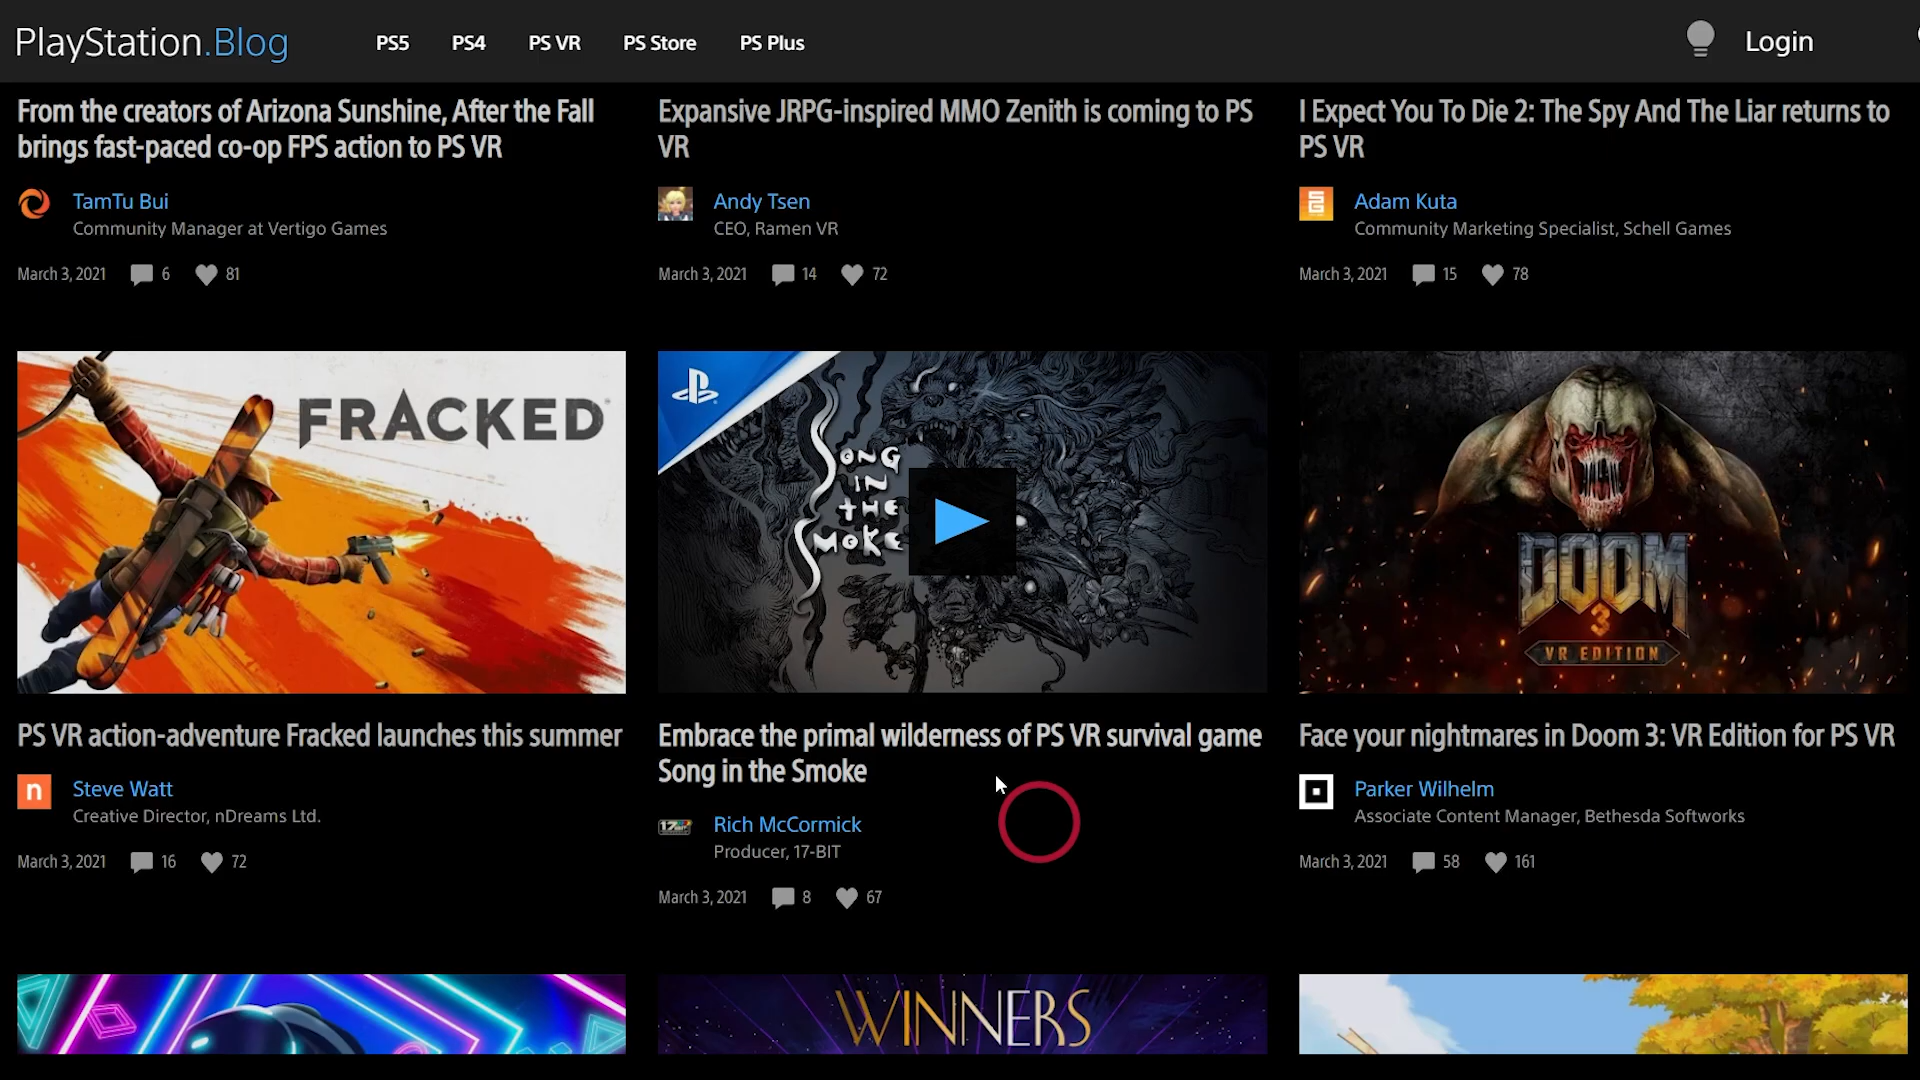 PlayStation.Blog PS5 PS4 PS VR PS Store PS Plus Login
From the creators of Arizona Sunshine, After the Fall
brings fast-paced co-op FPS action to PS VR
TamTu Bui
Community Manager at Vertigo Games
March 3, 2021 6 81
Expansive JRPG-inspired MMO Zenith is coming to PS
VR
Andy Tsen
CEO, Ramen VR
March 3, 2021 14 72
I Expect You To Die 2: The Spy And The Liar returns to
PS VR
Adam Kuta
Community Marketing Specialist, Schell Games
March 3, 2021 15 78
FRACKED
PS VR action-adventure Fracked launches this summer
n
Steve Watt
Creative Director, nDreams Ltd.
March 3, 2021 16 72
SONG
IN
THE
SMOKE
Embrace the primal wilderness of PS VR survival game
Song in the Smoke
17-BIT
Rich McCormick
Producer, 17-BIT
March 3, 2021 8 67
DOOM
3
VR EDITION
Face your nightmares in Doom 3: VR Edition for PS VR
Parker Wilhelm
Associate Content Manager, Bethesda Softworks
March 3, 2021 58 161
WINNERS